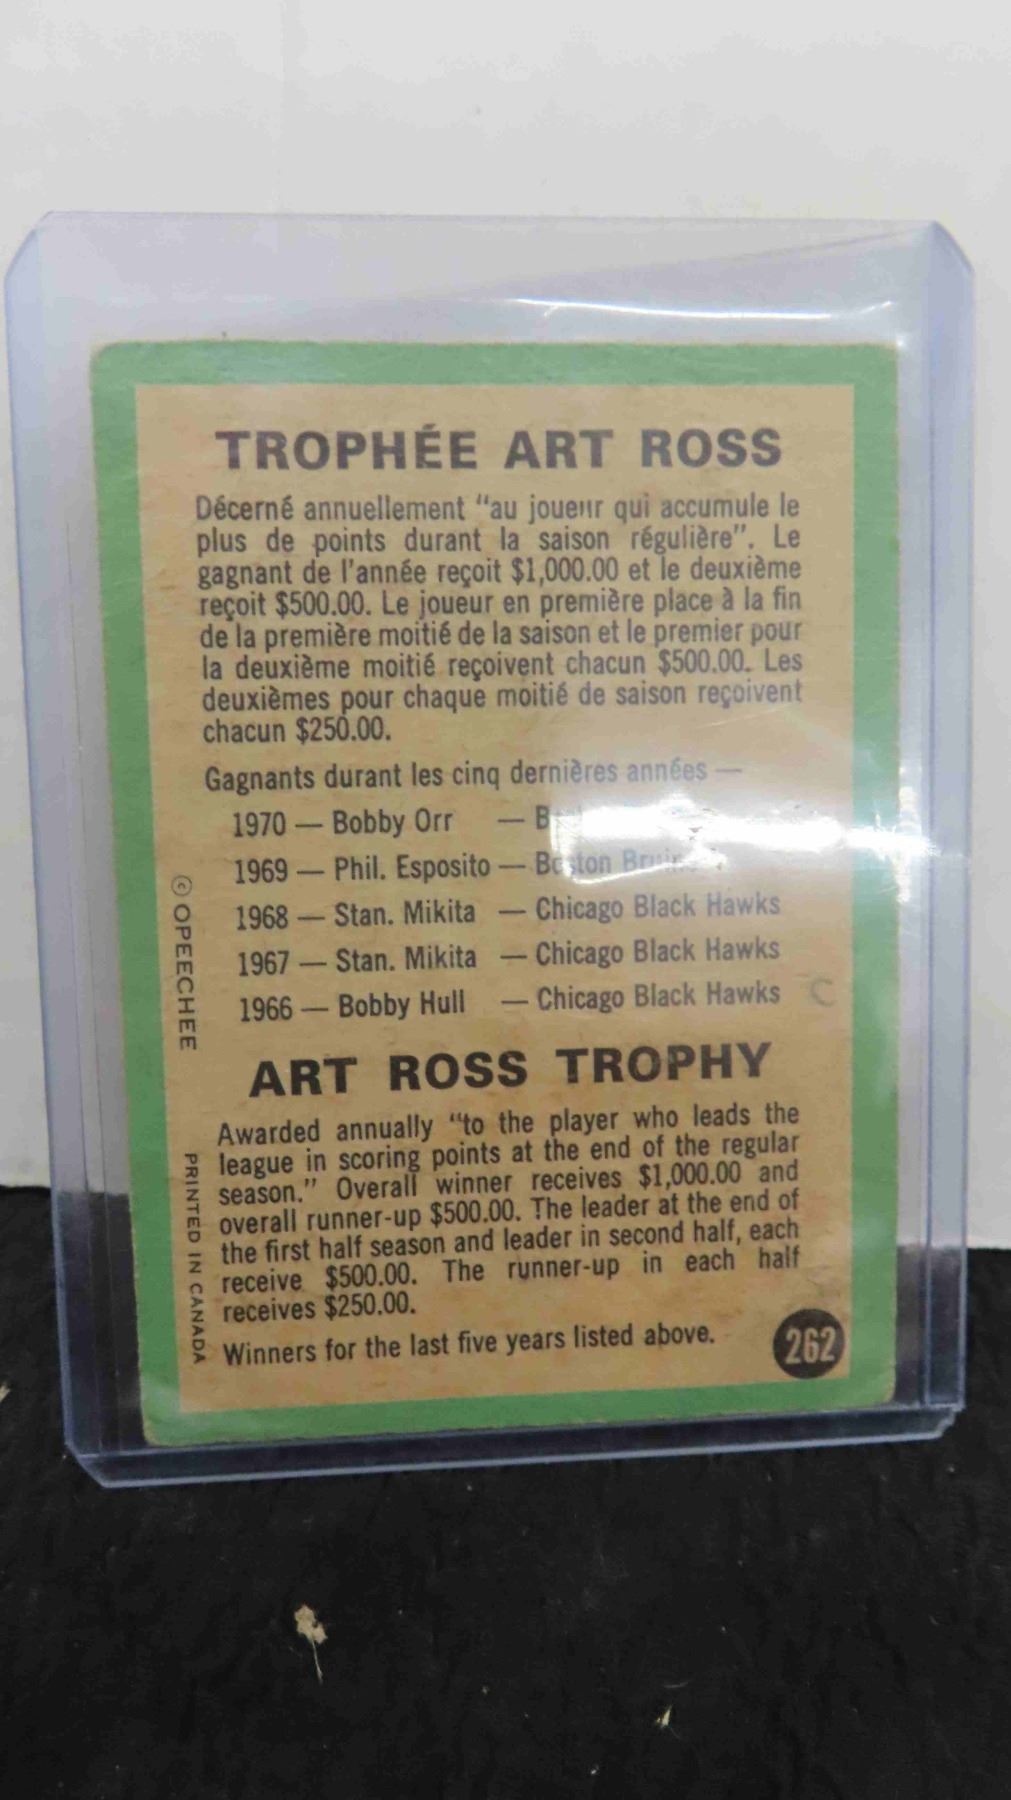 TROPHÉE ART ROSS
Décerné annuellement "au joueur qui accumule le
plus de points durant la saison régulière". Le
gagnant de l'année reçoit $1,000.00 et le deuxième
reçoit $500.00. Le joueur en première place à la fin
de la première moitié de la saison et le premier pour
la deuxième moitié reçoivent chacun $500.00. Les
deuxièmes pour chaque moitié de saison reçoivent
chacun $250.00.
Gagnants durant les cinq dernières années —
1970 — Bobby Orr —
1969 — Phil. Esposito — Boston Bruins
1968 — Stan. Mikita — Chicago Black Hawks
1967 — Stan. Mikita — Chicago Black Hawks
1966 — Bobby Hull — Chicago Black Hawks
C
© OPEECHEE
ART ROSS TROPHY
Awarded annually "to the player who leads the
league in scoring points at the end of the regular
season." Overall winner receives $1,000.00 and
overall runner-up $500.00. The leader at the end of
the first half season and leader in second half, each
receive $500.00. The runner-up in each half
receives $250.00.
Winners for the last five years listed above.
PRINTED IN CANADA
262